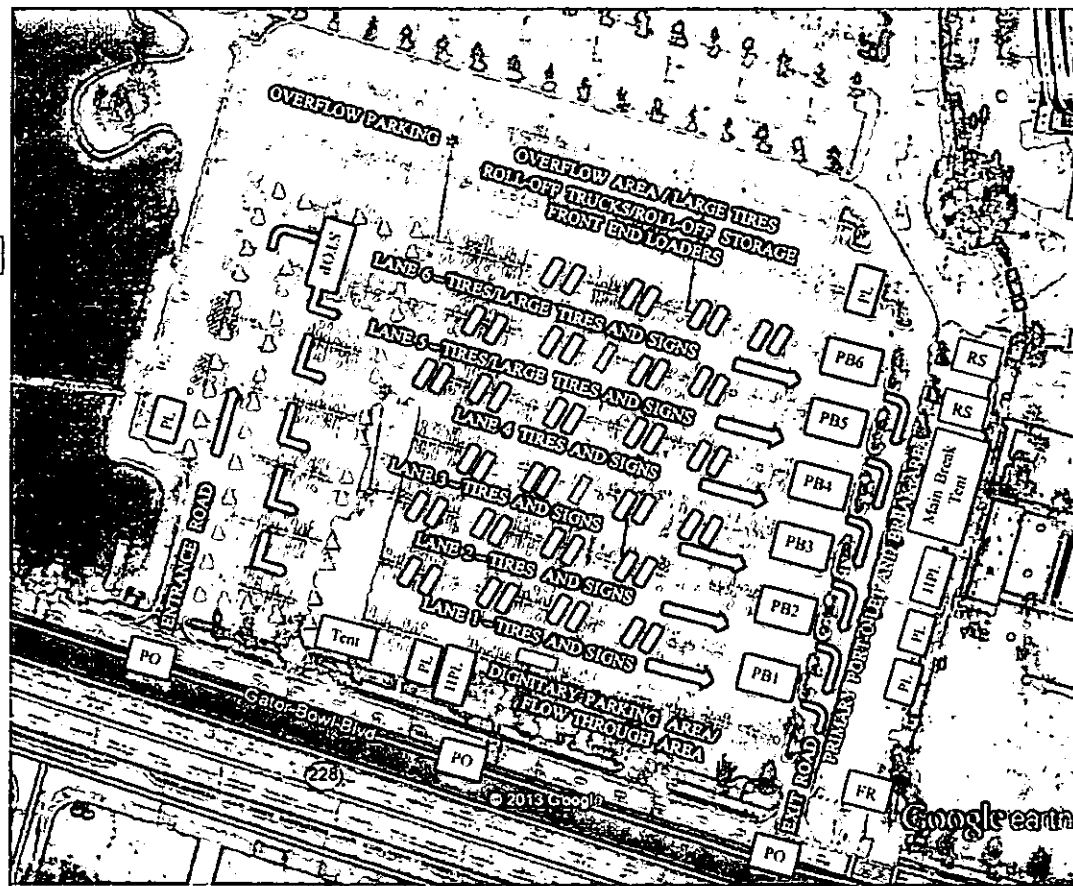 OVERFLOW PARKING
OVERFLOW AREA / LARGE TIRES
ROLL-OFF TRUCKS/ROLL-OFF STORAGE
FRONT END LOADERS
STOP
LANE 6 – TIRES/LARGE TIRES AND SIGNS
LANE 5 – TIRES/LARGE TIRES AND SIGNS
LANE 4 TIRES AND SIGNS
LANE 3 – TIRES AND SIGNS
LANE 2 – TIRES AND SIGNS
LANE 1 – TIRES AND SIGNS
PL
PB6
PB5
PB4
PB3
PB2
PB1
RS
RS
Main Break
Tent
HPL
PL
PL
FR
PL
ENTRANCE ROAD
PO
Tent
PL
HPL
DIGNITARY PARKING AREA/
FLOW THROUGH AREA
EXIT ROAD
PRIMARY PORTOLET AND BREAK AREA
Gator Bowl Blvd
228
PO
PO
© 2013 Google
Google earth